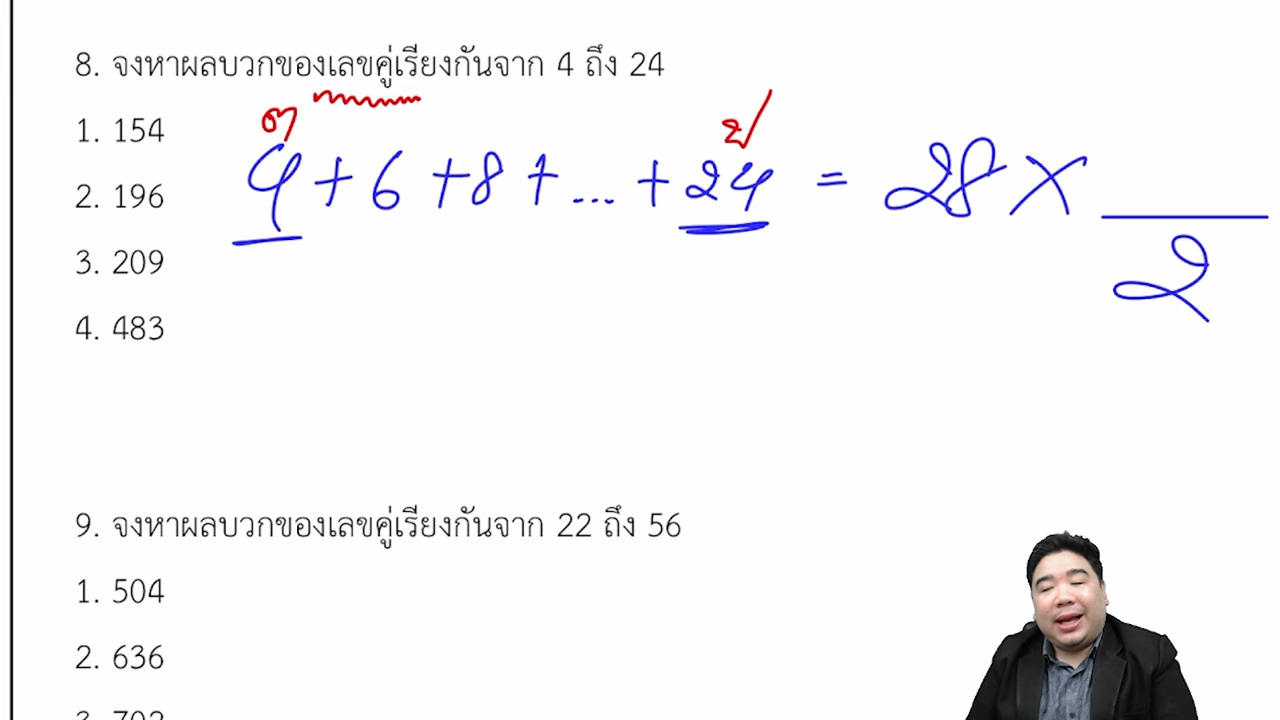 8. จงหาผลบวกของเลขคู่เรียงกันจาก 4 ถึง 24
ต ป
1. 154
4 + 6 + 8 + ... + 24 = 28 × __
2
2. 196
3. 209
4. 483
9. จงหาผลบวกของเลขคู่เรียงกันจาก 22 ถึง 56
1. 504
2. 636